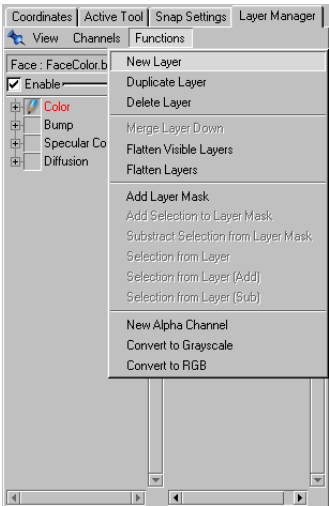 Coordinates Active Tool Snap Settings Layer Manager
View Channels Functions
Face : FaceColor.b
Enable
Color
Bump
Specular Co
Diffusion
New Layer
Duplicate Layer
Delete Layer
Merge Layer Down
Flatten Visible Layers
Flatten Layers
Add Layer Mask
Add Selection to Layer Mask
Substract Selection from Layer Mask
Selection from Layer
Selection from Layer (Add)
Selection from Layer (Sub)
New Alpha Channel
Convert to Grayscale
Convert to RGB